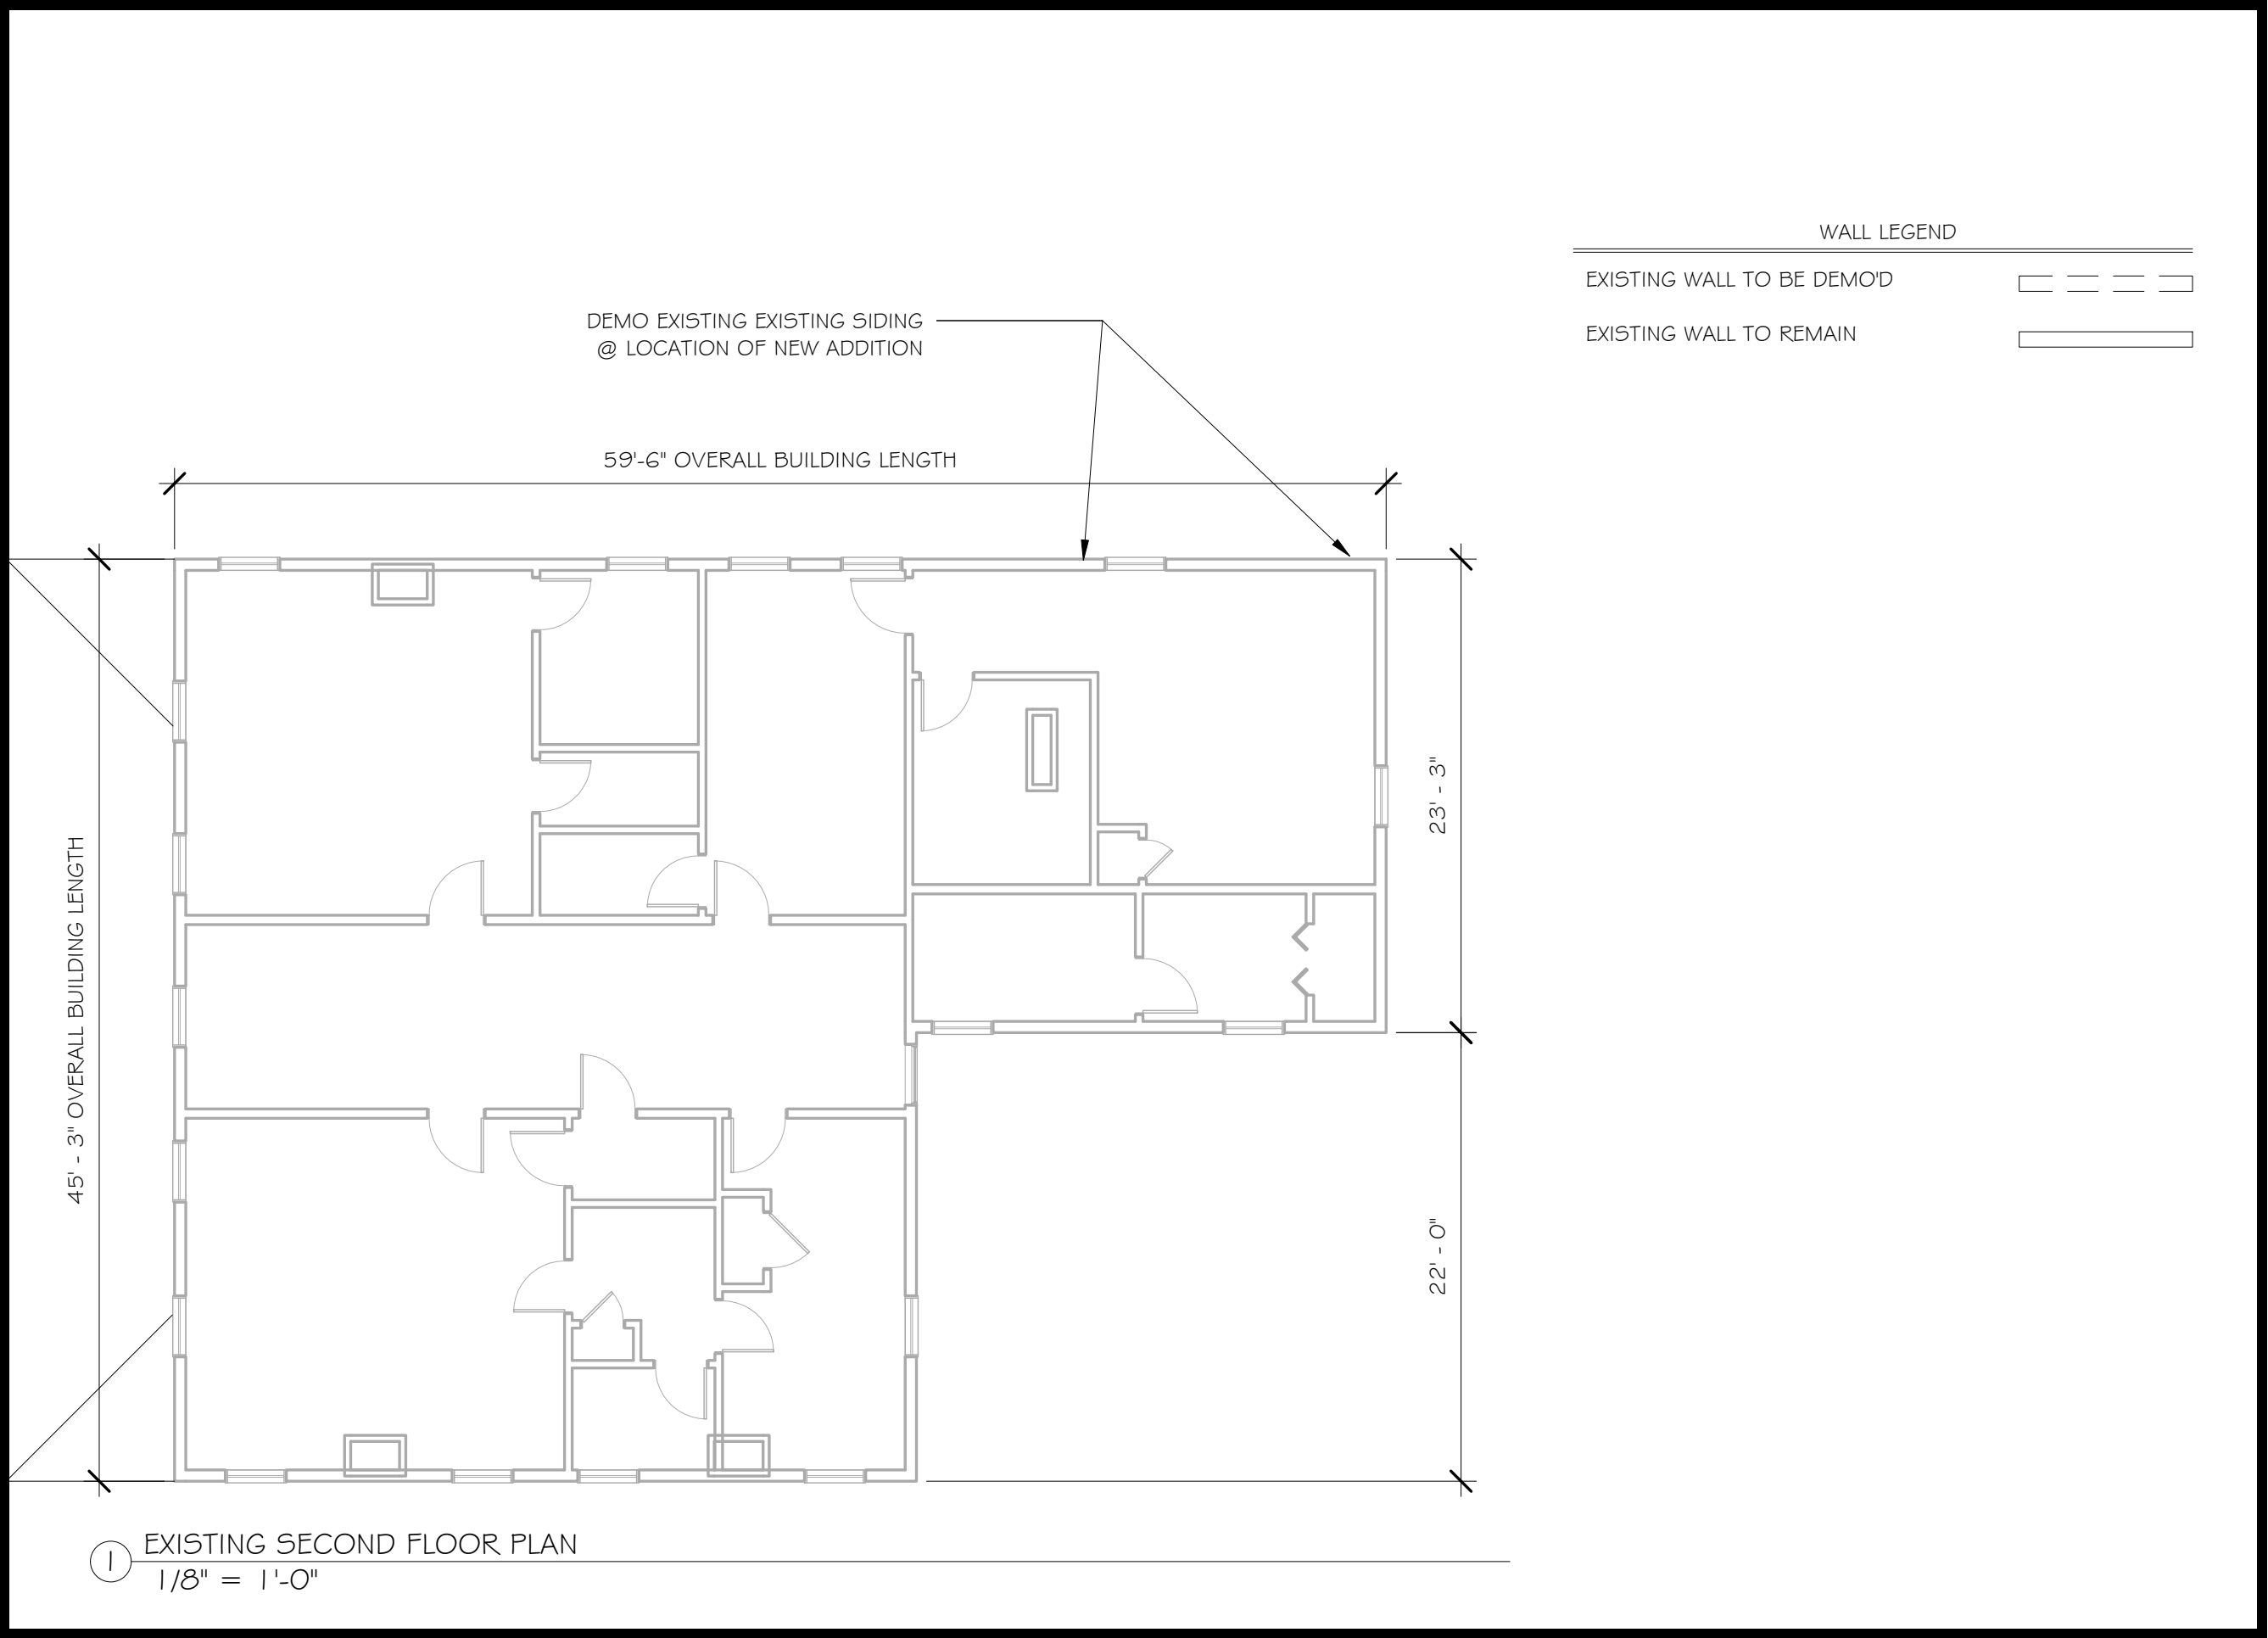 WALL LEGEND
EXISTING WALL TO BE DEMO'D
EXISTING WALL TO REMAIN
DEMO EXISTING EXISTING SIDING
@ LOCATION OF NEW ADDITION
59'-6" OVERALL BUILDING LENGTH
45' - 3" OVERALL BUILDING LENGTH
23' - 3"
22' - 0"
1 EXISTING SECOND FLOOR PLAN
1/8" = 1'-0"